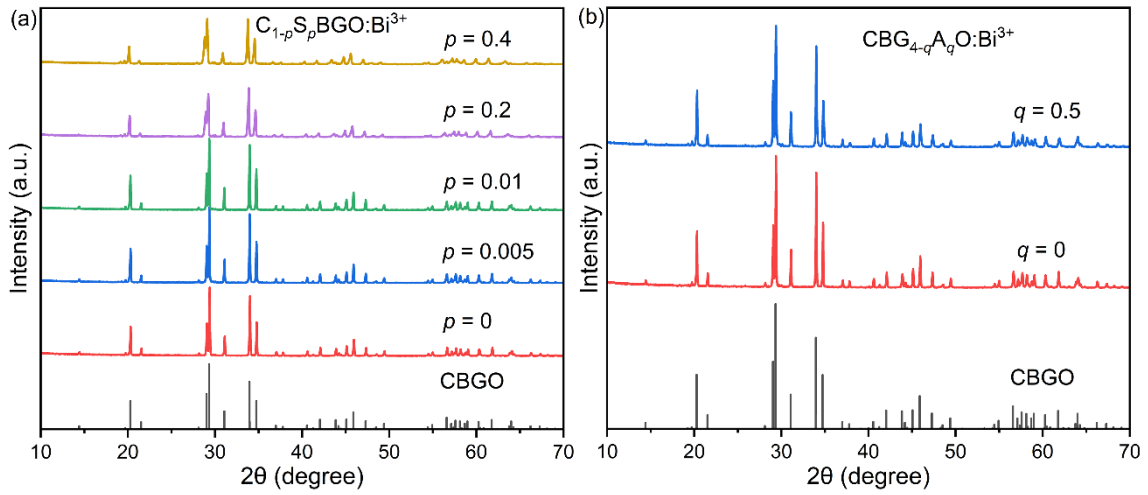 (a)
C₁₋ₚSₚBGO:Bi³⁺
p = 0.4
p = 0.2
p = 0.01
p = 0.005
p = 0
CBGO
Intensity (a.u.)
10 20 30 40 50 60 70
2θ (degree)
(b)
CBG₄₋qAqO:Bi³⁺
q = 0.5
q = 0
CBGO
Intensity (a.u.)
10 20 30 40 50 60 70
2θ (degree)